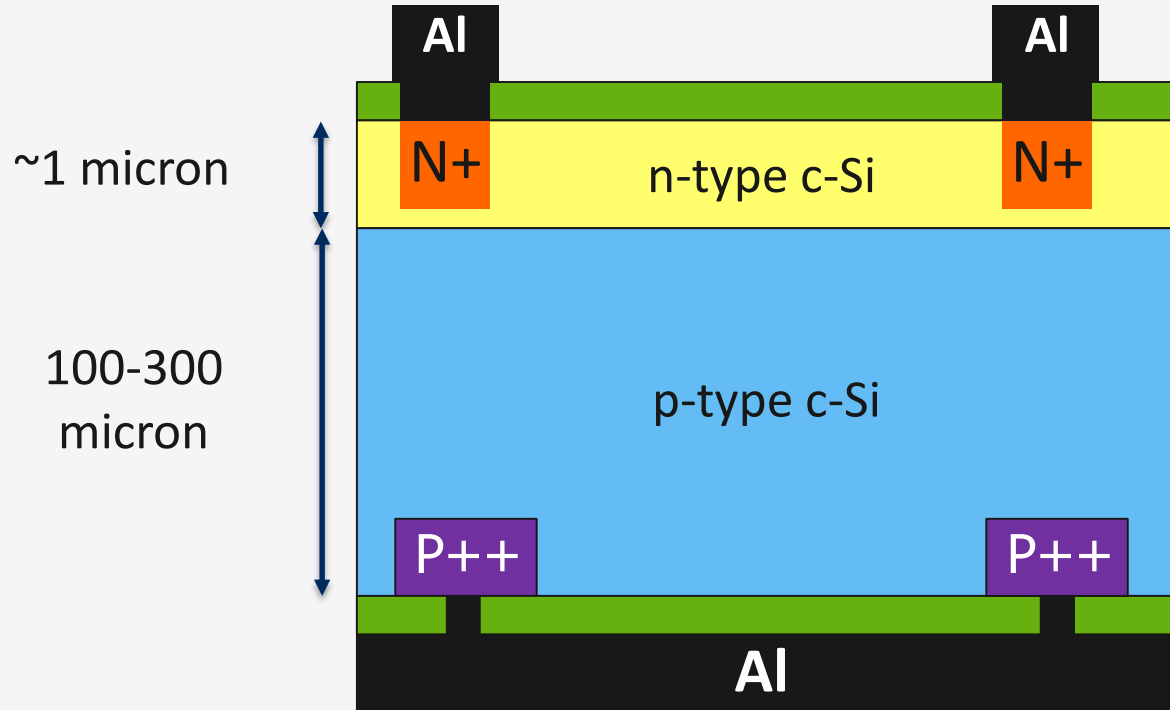 Al
Al
~1 micron
N+
n-type c-Si
N+
100-300
micron
p-type c-Si
P++
P++
Al